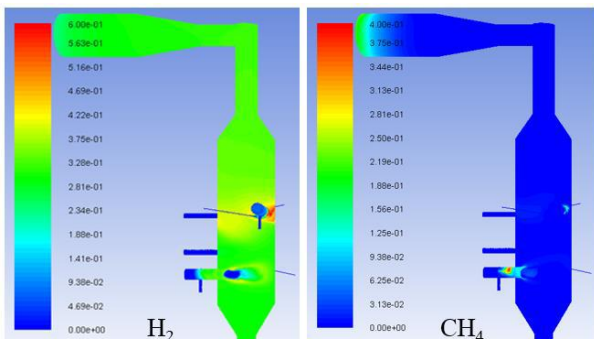 6.00e-01
5.63e-01
5.16e-01
4.69e-01
4.22e-01
3.75e-01
3.28e-01
2.81e-01
2.34e-01
1.88e-01
1.41e-01
9.38e-02
4.69e-02
0.00e+00
H₂
4.00e-01
3.75e-01
3.44e-01
3.13e-01
2.81e-01
2.50e-01
2.19e-01
1.88e-01
1.56e-01
1.25e-01
9.38e-02
6.25e-02
3.13e-02
0.00e+00
CH₄